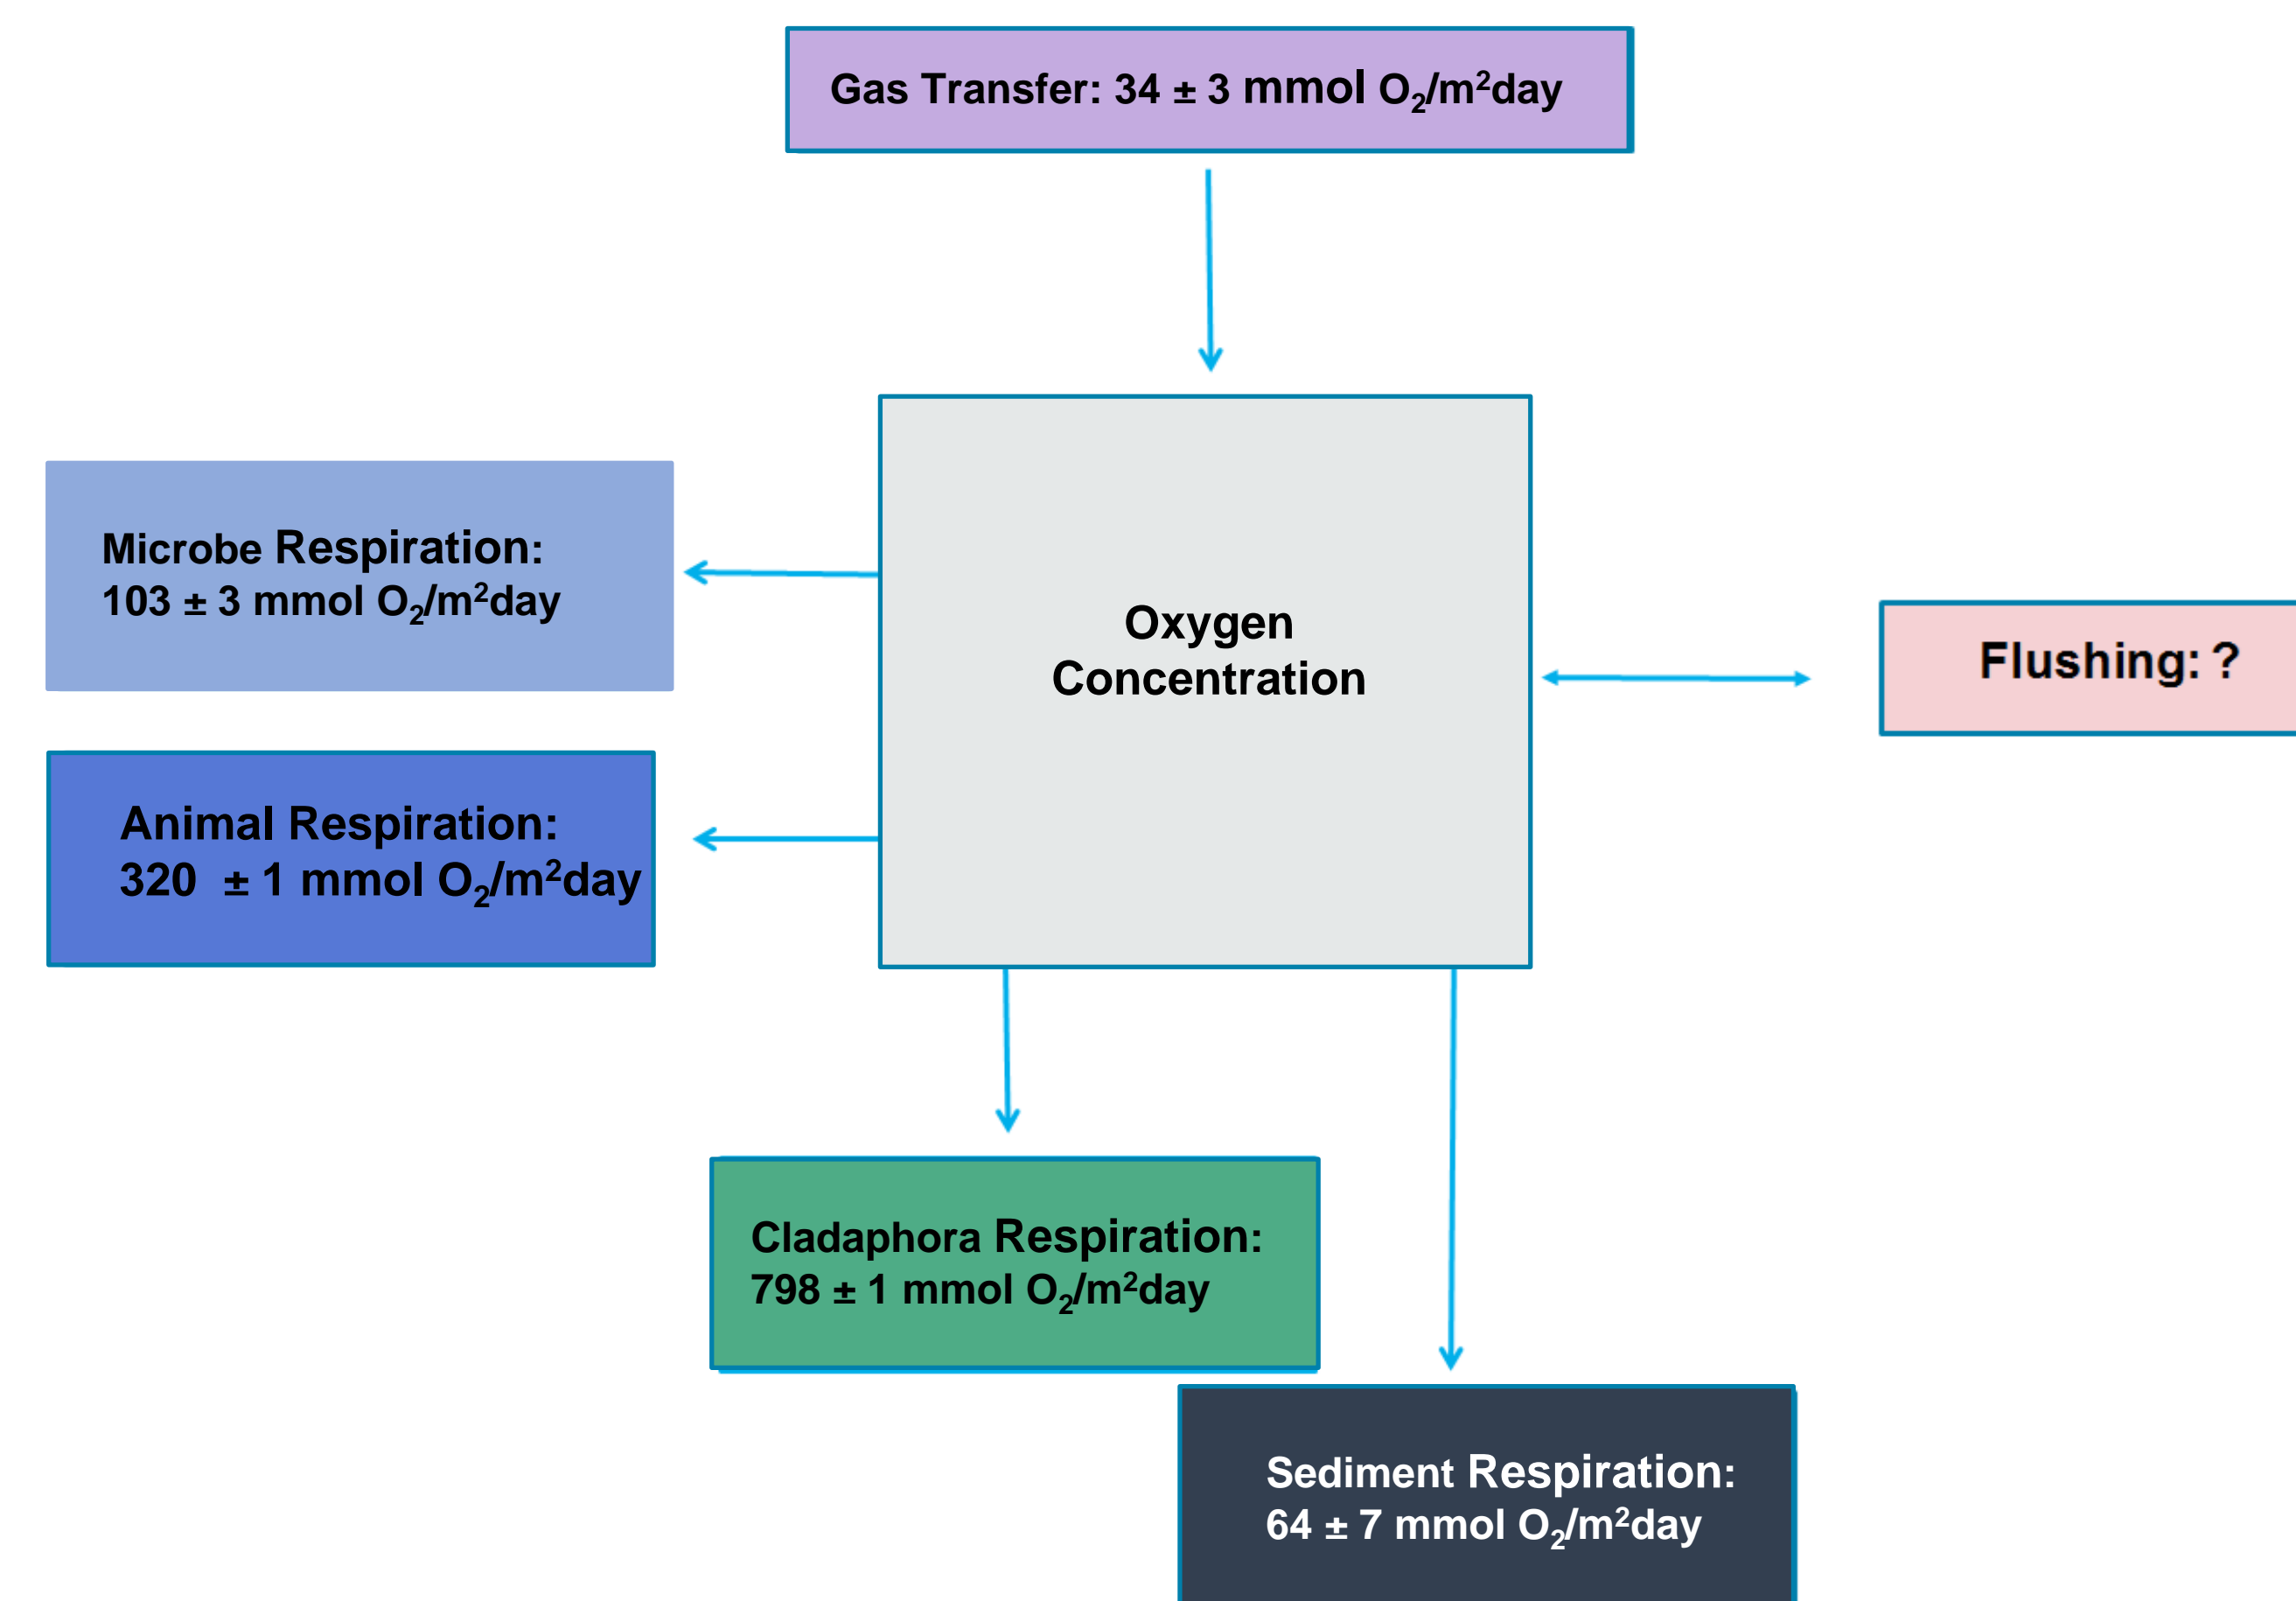 Gas Transfer: 34 ± 3 mmol O₂/m²day
Microbe Respiration:
103 ± 3 mmol O₂/m²day
Oxygen
Concentration
Flushing: ?
Animal Respiration:
320 ± 1 mmol O₂/m²day
Cladaphora Respiration:
798 ± 1 mmol O₂/m²day
Sediment Respiration:
64 ± 7 mmol O₂/m²day